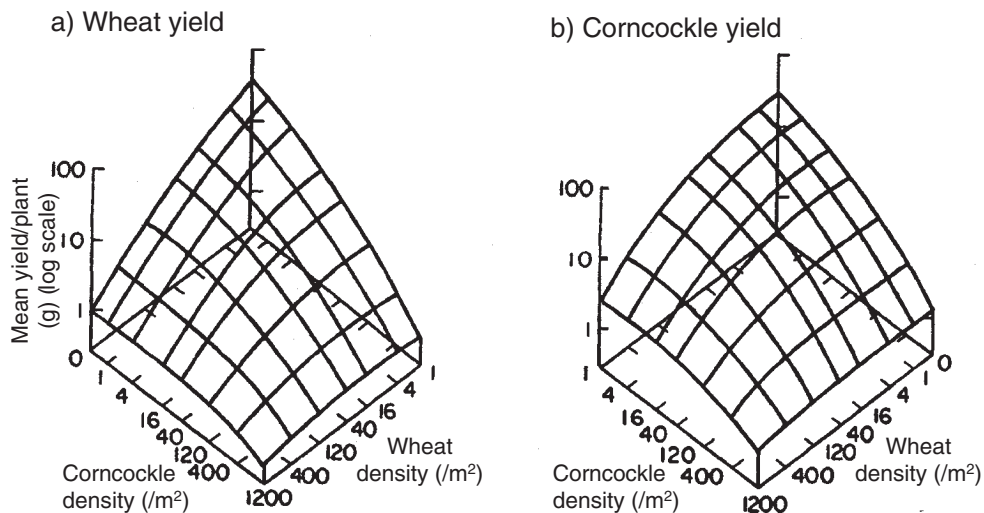 a) Wheat yield
b) Corncockle yield
Mean yield/plant
(g) (log scale)
100
10
1
0
1
4
16
40
120
400
1200
400
120
40
16
4
1
Corncockle
density (/m²)
Wheat
density (/m²)
100
10
1
1
4
16
40
120
400
1200
400
120
40
16
4
1
0
Corncockle
density (/m²)
Wheat
density (/m²)